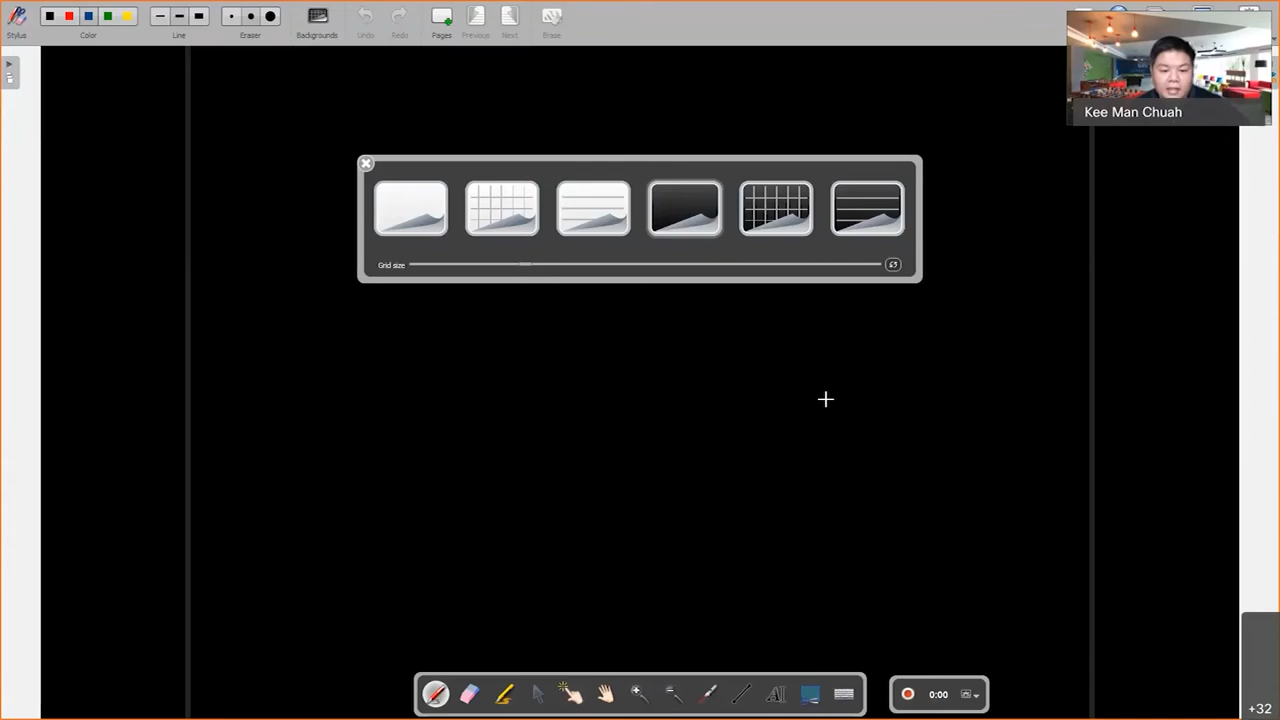 Stylus
Color
Line
Eraser
Backgrounds
Undo
Redo
Pages
Previous
Next
Erase
Kee Man Chuah
Grid size
AI
0:00
+32